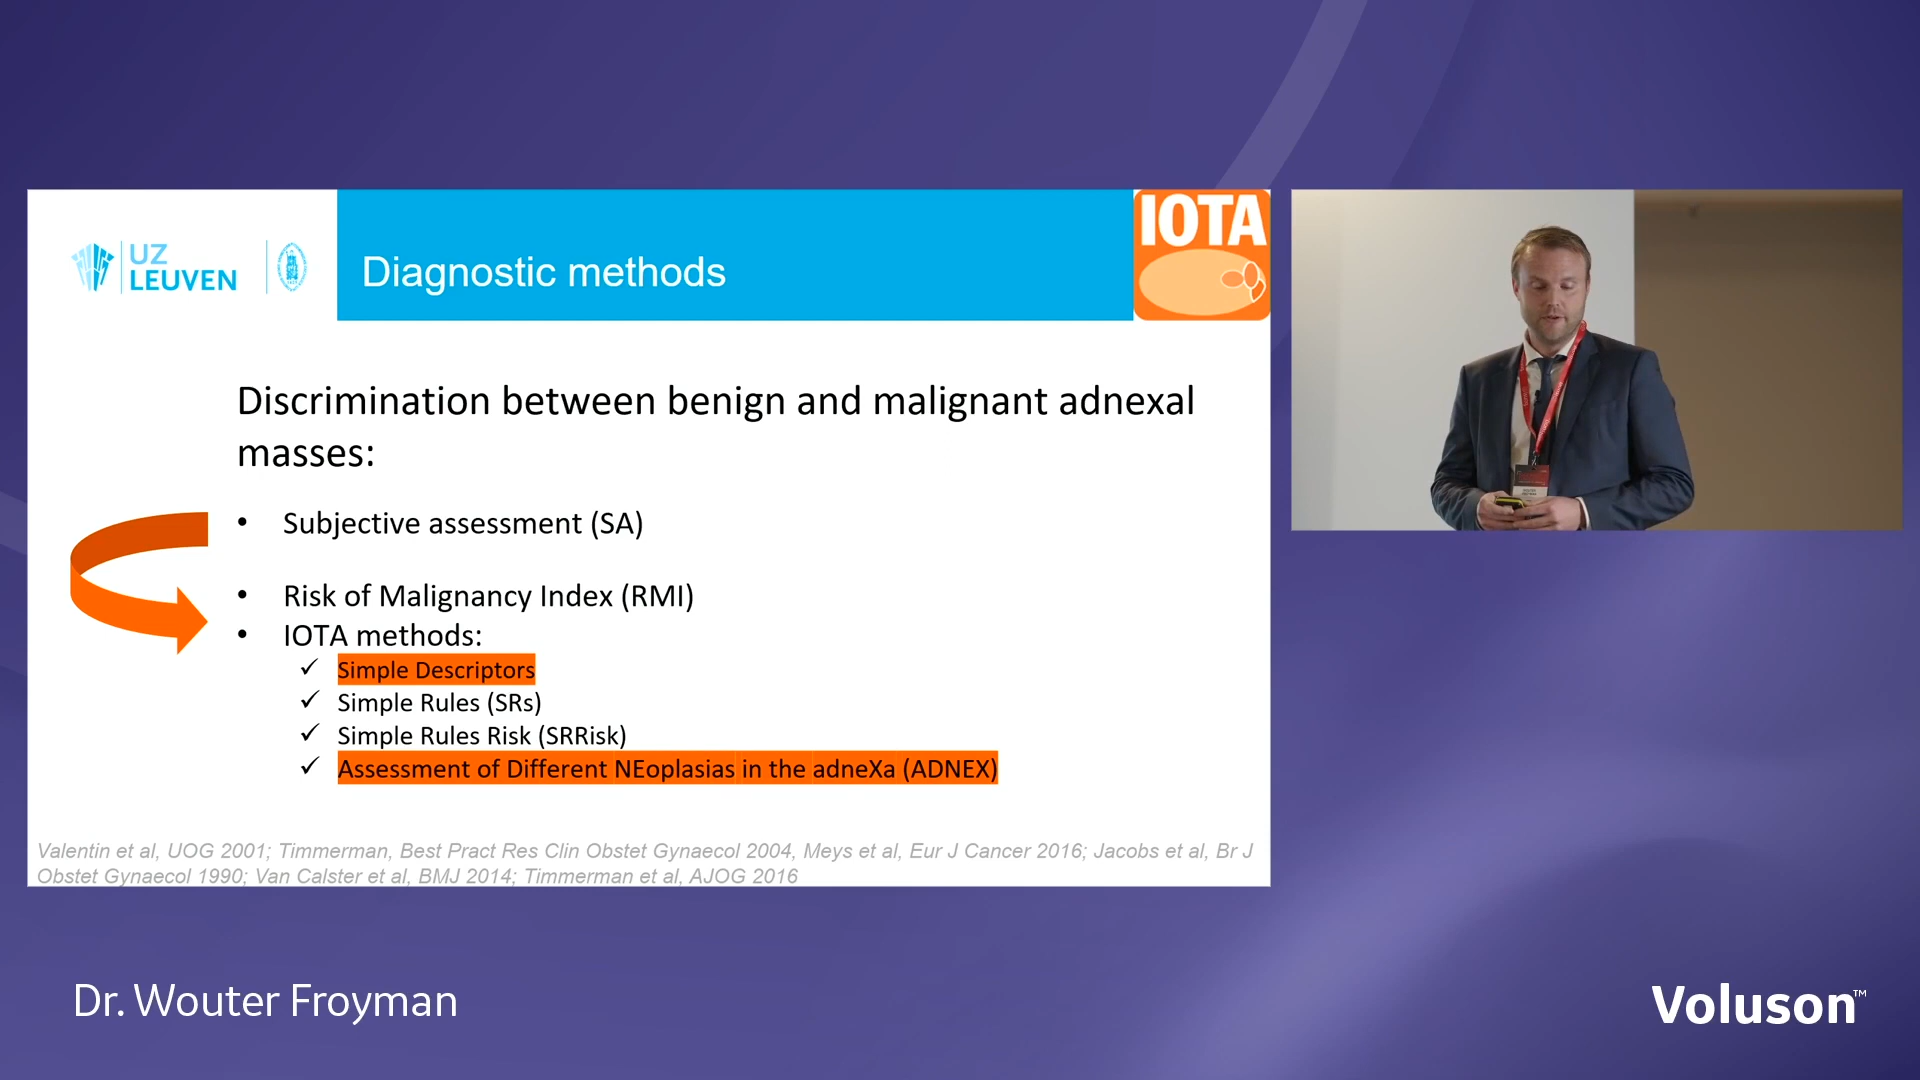 UZ
LEUVEN
Diagnostic methods
IOTA
Discrimination between benign and malignant adnexal
masses:
• Subjective assessment (SA)
• Risk of Malignancy Index (RMI)
• IOTA methods:
✓ Simple Descriptors
✓ Simple Rules (SRs)
✓ Simple Rules Risk (SRRisk)
✓ Assessment of Different NEoplasias in the adneXa (ADNEX)
Valentin et al, UOG 2001; Timmerman, Best Pract Res Clin Obstet Gynaecol 2004, Meys et al, Eur J Cancer 2016; Jacobs et al, Br J
Obstet Gynaecol 1990; Van Calster et al, BMJ 2014; Timmerman et al, AJOG 2016
Dr. Wouter Froyman
Voluson™